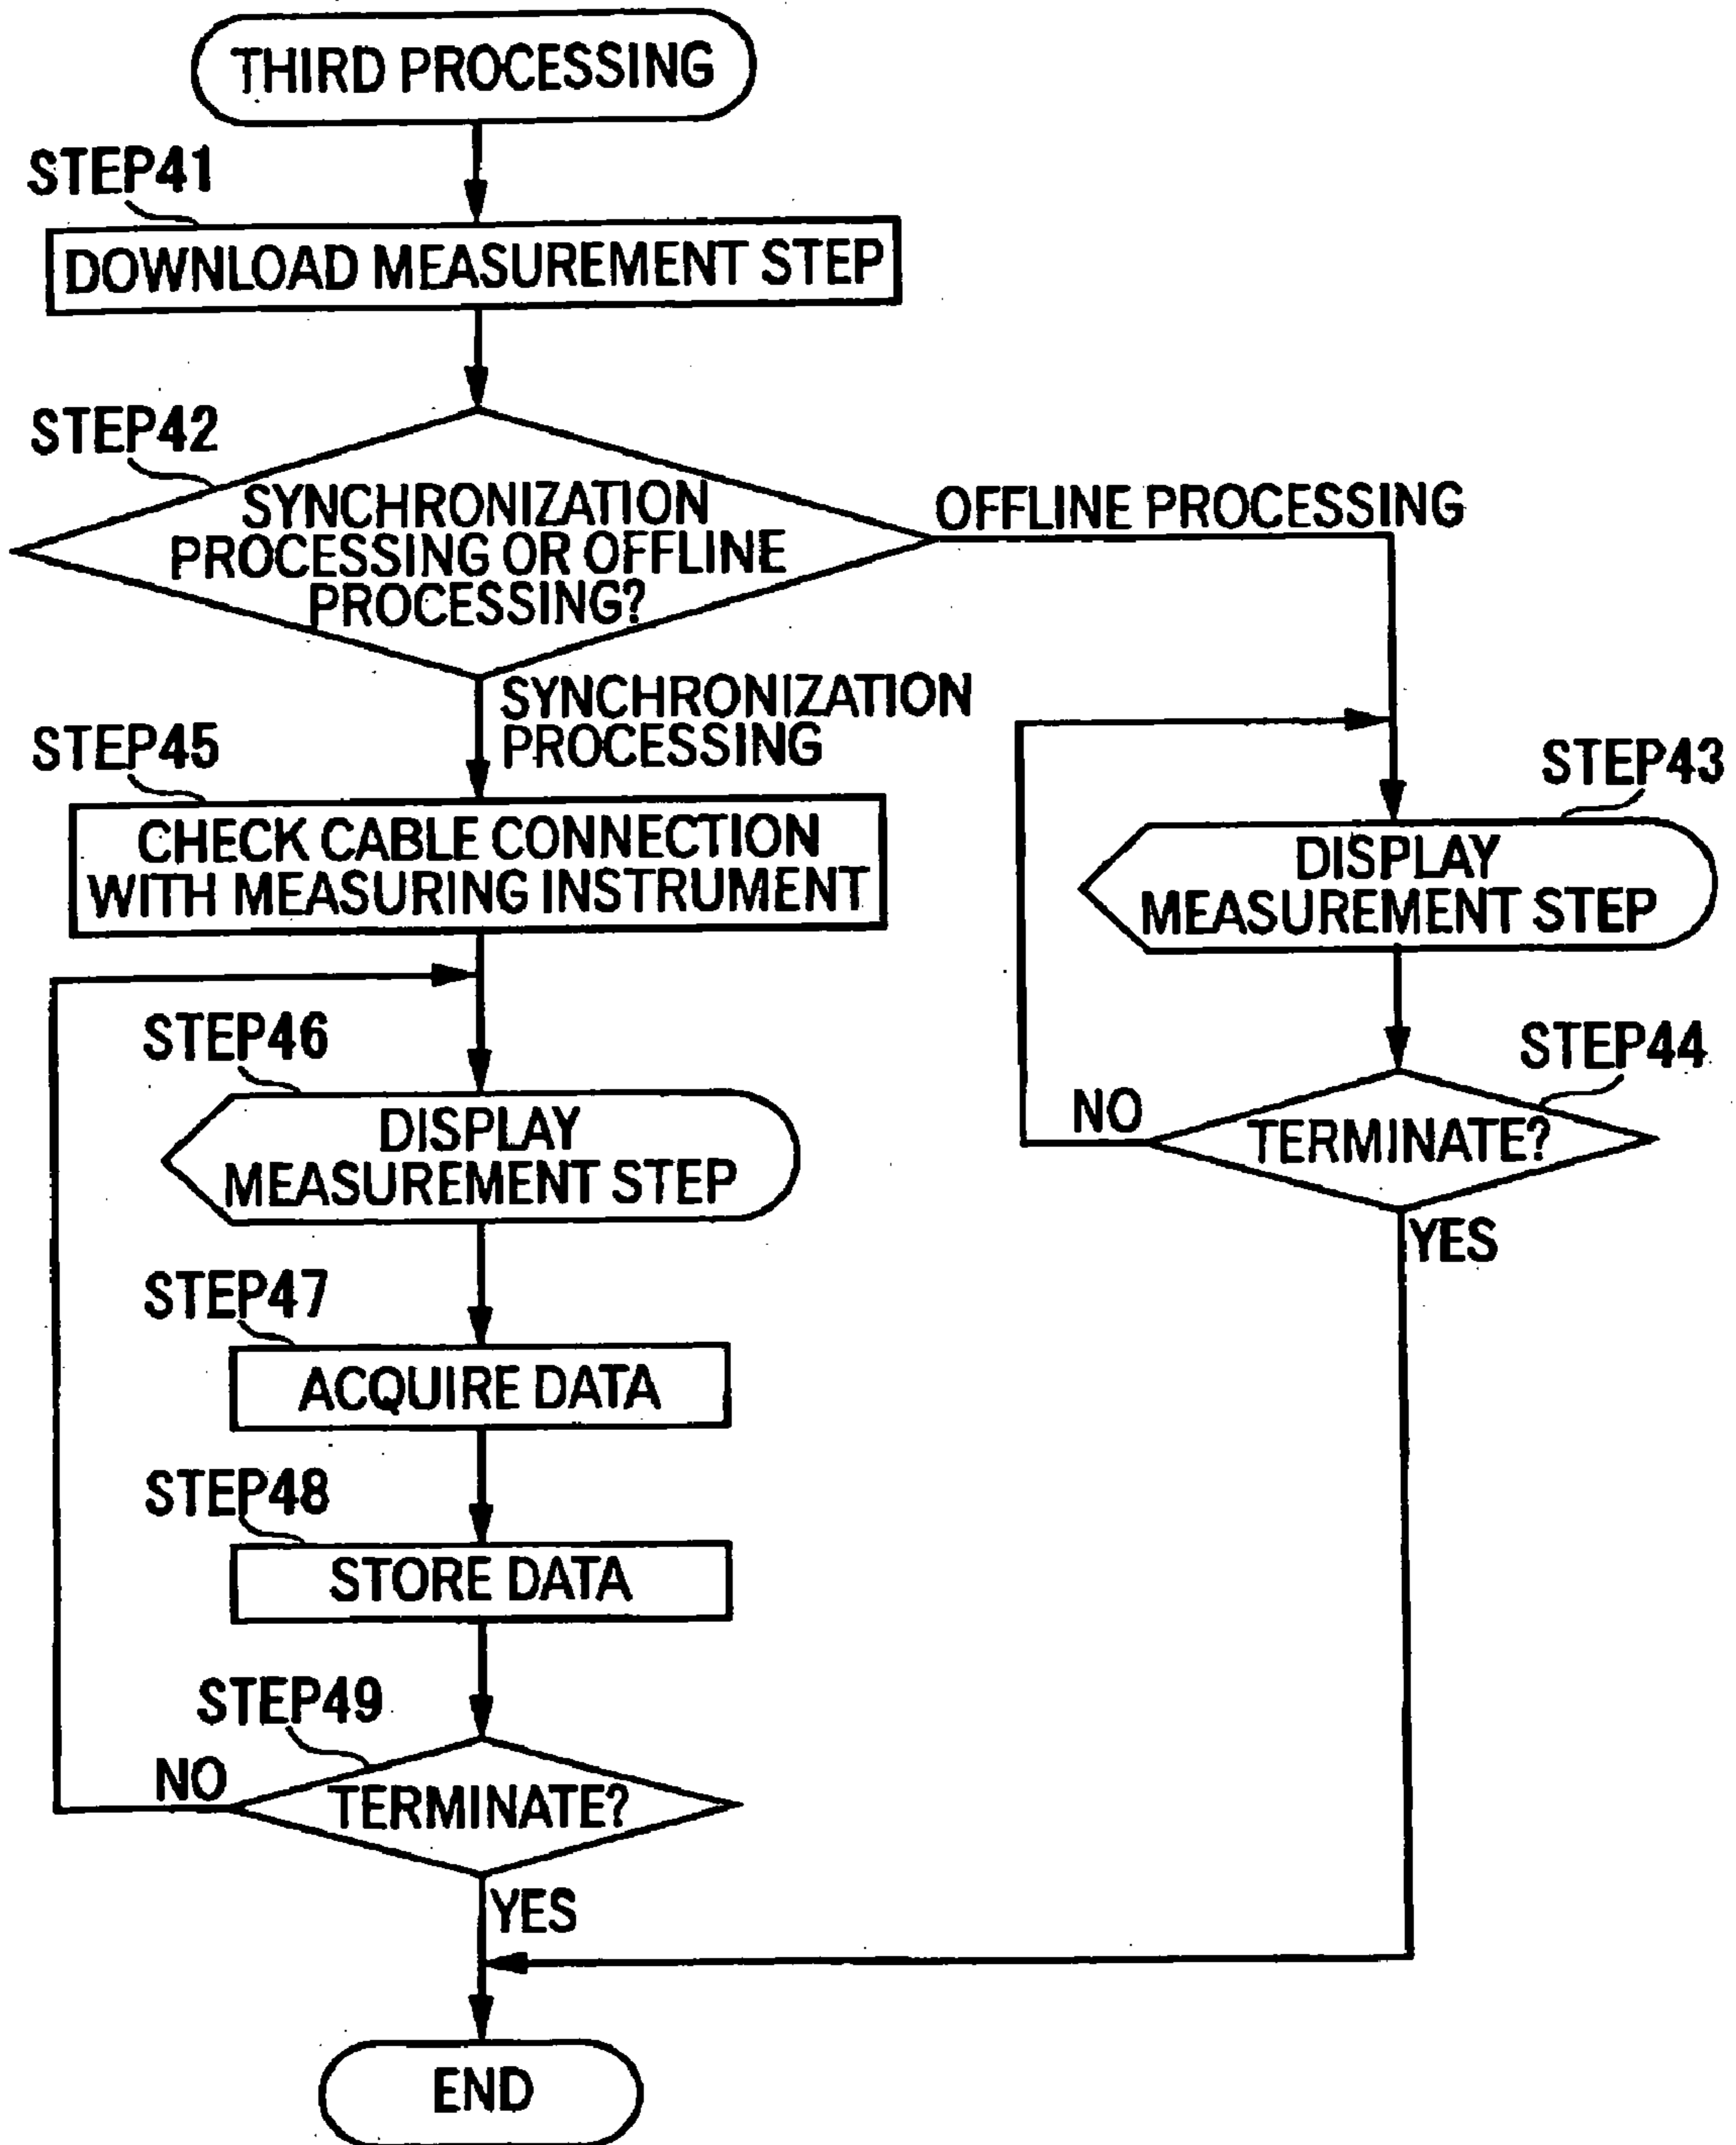 THIRD PROCESSING
STEP41
DOWNLOAD MEASUREMENT STEP
STEP42
SYNCHRONIZATION
PROCESSING OR OFFLINE
PROCESSING?
OFFLINE PROCESSING
SYNCHRONIZATION
PROCESSING
STEP45
CHECK CABLE CONNECTION
WITH MEASURING INSTRUMENT
STEP43
DISPLAY
MEASUREMENT STEP
STEP44
NO
TERMINATE?
YES
STEP46
DISPLAY
MEASUREMENT STEP
STEP47
ACQUIRE DATA
STEP48
STORE DATA
STEP49
NO
TERMINATE?
YES
END